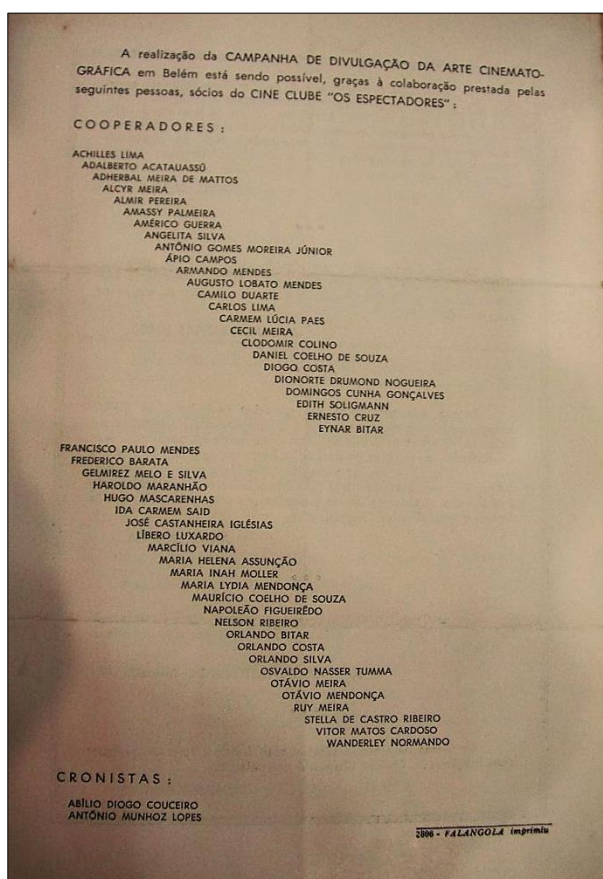 A realização da CAMPANHA DE DIVULGAÇÃO DA ARTE CINEMATO-
GRÁFICA em Belém está sendo possível, graças à colaboração prestada pelas
seguintes pessoas, sócios do CINE CLUBE "OS ESPECTADORES" :
COOPERADORES :
ACHILLES LIMA
ADALBERTO ACATAUASSÚ
ADHERBAL MEIRA DE MATTOS
ALCYR MEIRA
ALMIR PEREIRA
AMASSY PALMEIRA
AMÉRICO GUERRA
ANGELITA SILVA
ANTÔNIO GOMES MOREIRA JÚNIOR
ÁPIO CAMPOS
ARMANDO MENDES
AUGUSTO LOBATO MENDES
CAMILO DUARTE
CARLOS LIMA
CARMEM LÚCIA PAES
CECIL MEIRA
CLODOMIR COLINO
DANIEL COELHO DE SOUZA
DIOGO COSTA
DIONORTE DRUMOND NOGUEIRA
DOMINGOS CUNHA GONÇALVES
EDITH SOLIGMANN
ERNESTO CRUZ
EYNAR BITAR
FRANCISCO PAULO MENDES
FREDERICO BARATA
GELMIREZ MELO E SILVA
HAROLDO MARANHÃO
HUGO MASCARENHAS
IDA CARMEM SAID
JOSÉ CASTANHEIRA IGLÉSIAS
LÍBERO LUXARDO
MARCÍLIO VIANA
MARIA HELENA ASSUNÇÃO
MARIA INAH MOLLER
MARIA LYDIA MENDONÇA
MAURÍCIO COELHO DE SOUZA
NAPOLEÃO FIGUEIRÊDO
NELSON RIBEIRO
ORLANDO BITAR
ORLANDO COSTA
ORLANDO SILVA
OSVALDO NASSER TUMMA
OTÁVIO MEIRA
OTÁVIO MENDONÇA
RUY MEIRA
STELLA DE CASTRO RIBEIRO
VITOR MATOS CARDOSO
WANDERLEY NORMANDO
CRONISTAS :
ABÍLIO DIOGO COUCEIRO
ANTÔNIO MUNHOZ LOPES
2806 - FALANGOLA imprimiu